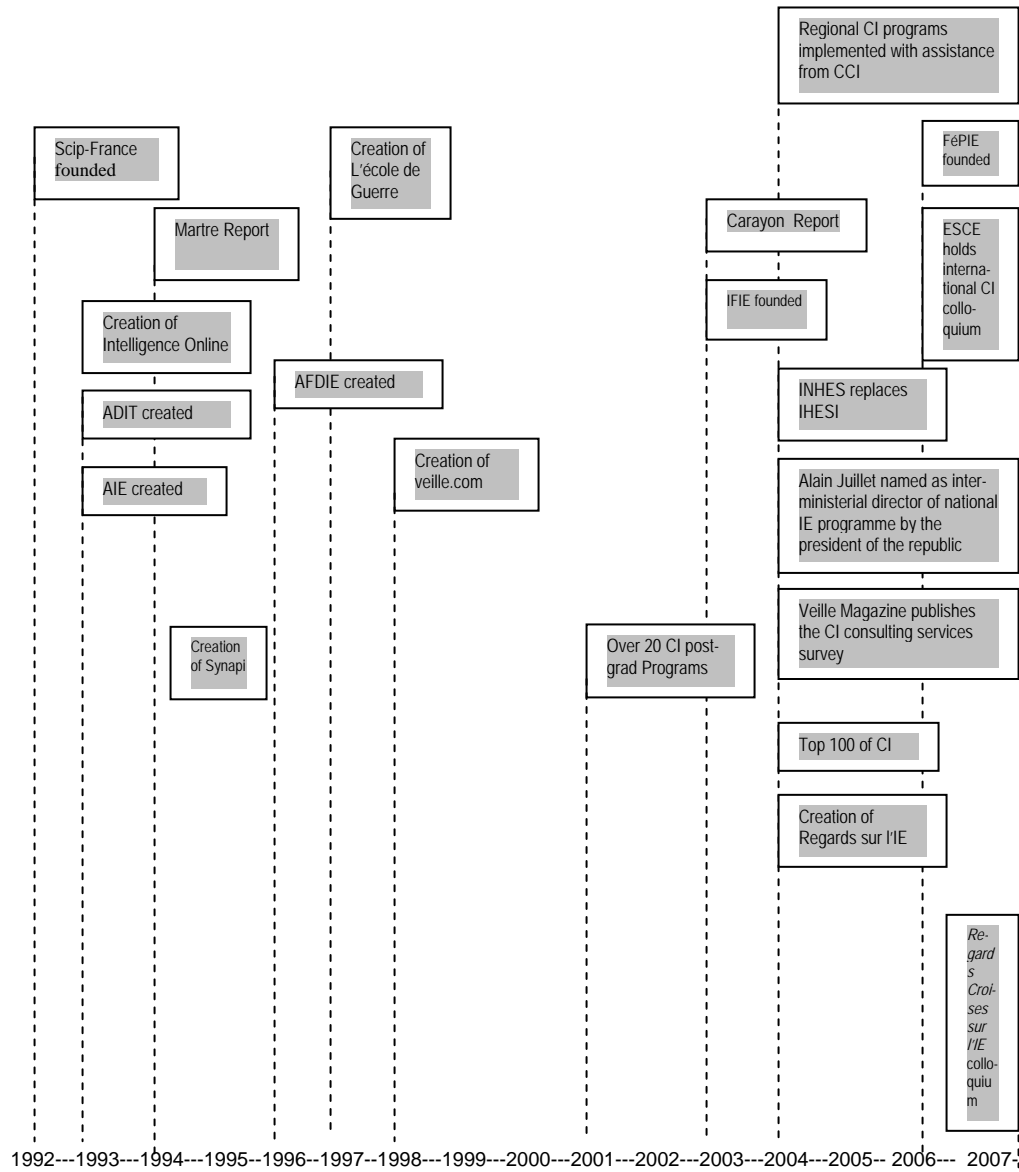 Regional CI programs
implemented with assistance
from CCI
Scip-France
founded
Creation of
L'école de
Guerre
FéPIE
founded
Martre Report
Carayon Report
ESCE
holds
interna-
tional CI
collo-
quium
IFIE founded
Creation of
Intelligence Online
AFDIE created
INHES replaces
IHESI
ADIT created
Creation of
veille.com
AIE created
Alain Juillet named as inter-
ministerial director of national
IE programme by the
president of the republic
Veille Magazine publishes
the CI consulting services
survey
Creation
of Synapi
Over 20 CI post-
grad Programs
Top 100 of CI
Creation of
Regards sur l'IE
Re-
gard
s
Croi-
ses
sur
l'IE
collo-
quiu
m
1992---1993---1994---1995---1996---1997---1998---1999---2000---2001---2002---2003---2004---2005---2006--- 2007-